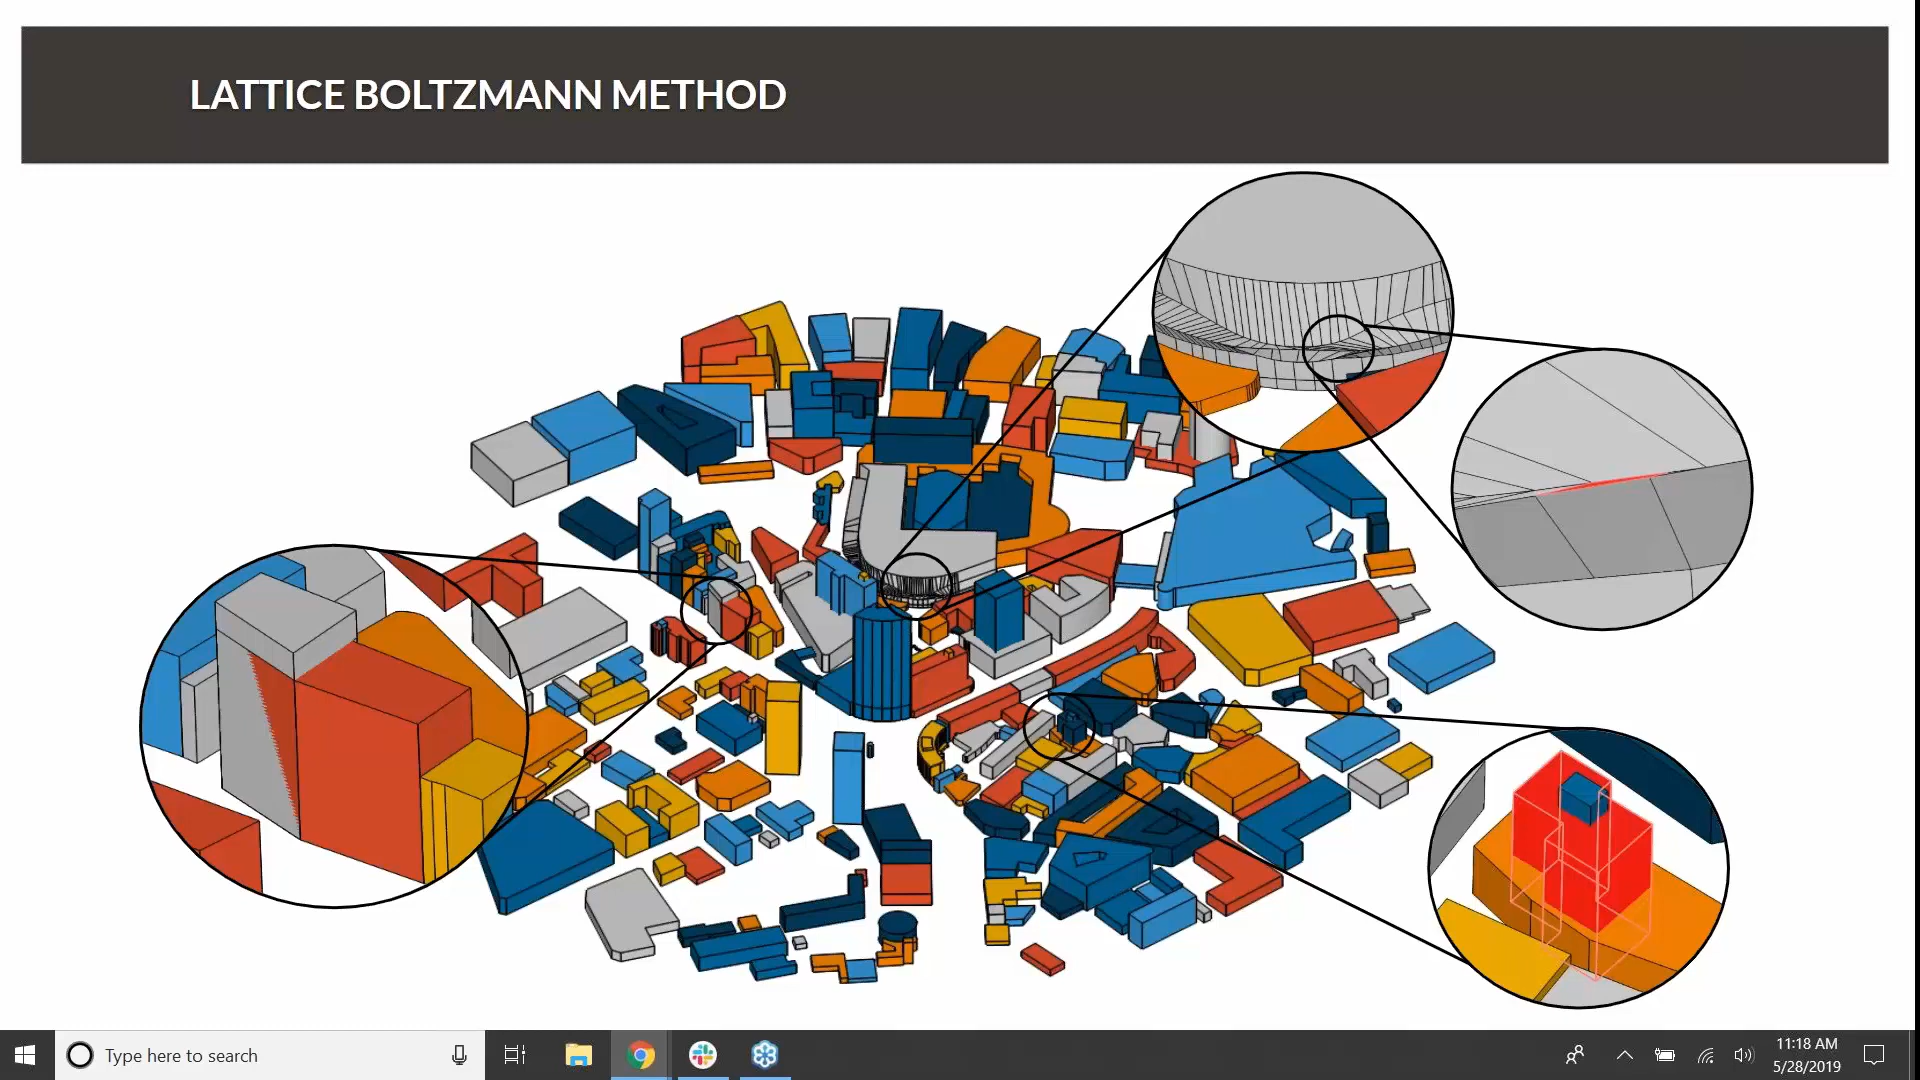 LATTICE BOLTZMANN METHOD
Type here to search
11:18 AM
5/28/2019